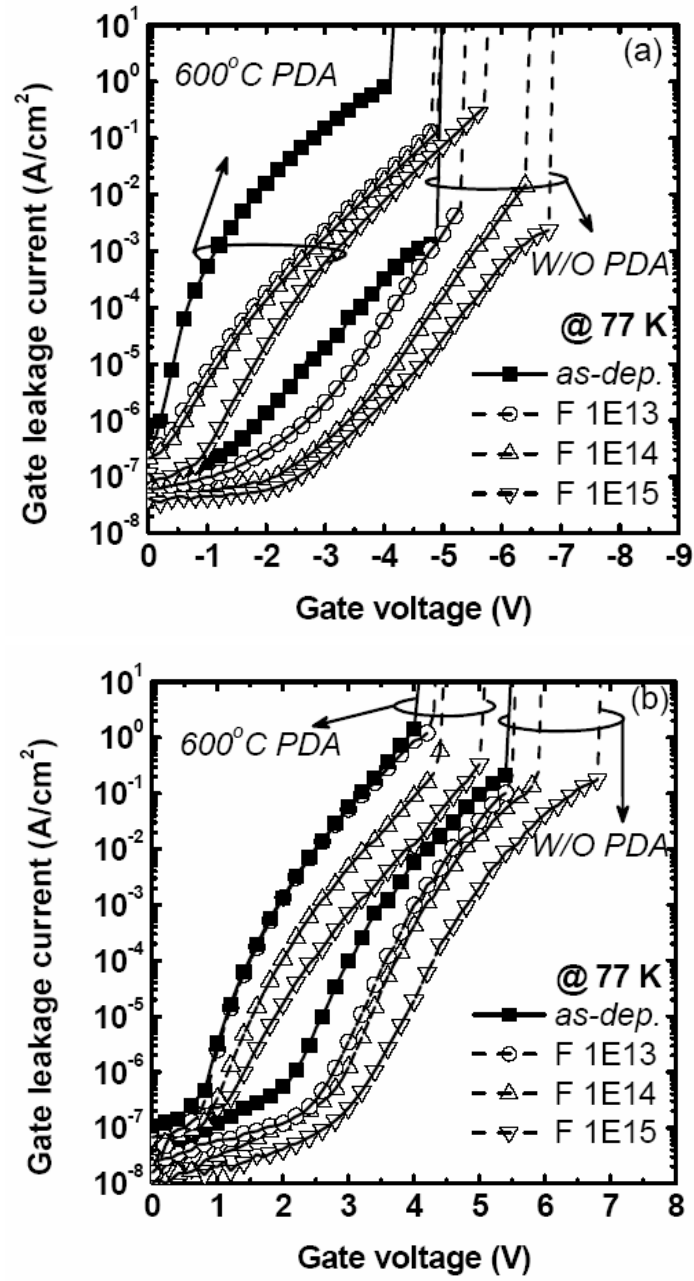 (a)
600°C PDA
W/O PDA
@ 77 K
as-dep.
F 1E13
F 1E14
F 1E15
10¹
10⁰
10⁻¹
10⁻²
10⁻³
10⁻⁴
10⁻⁵
10⁻⁶
10⁻⁷
10⁻⁸
Gate leakage current (A/cm²)
0 -1 -2 -3 -4 -5 -6 -7 -8 -9
Gate voltage (V)
(b)
600°C PDA
W/O PDA
@ 77 K
as-dep.
F 1E13
F 1E14
F 1E15
10¹
10⁰
10⁻¹
10⁻²
10⁻³
10⁻⁴
10⁻⁵
10⁻⁶
10⁻⁷
10⁻⁸
Gate leakage current (A/cm²)
0 1 2 3 4 5 6 7 8
Gate voltage (V)